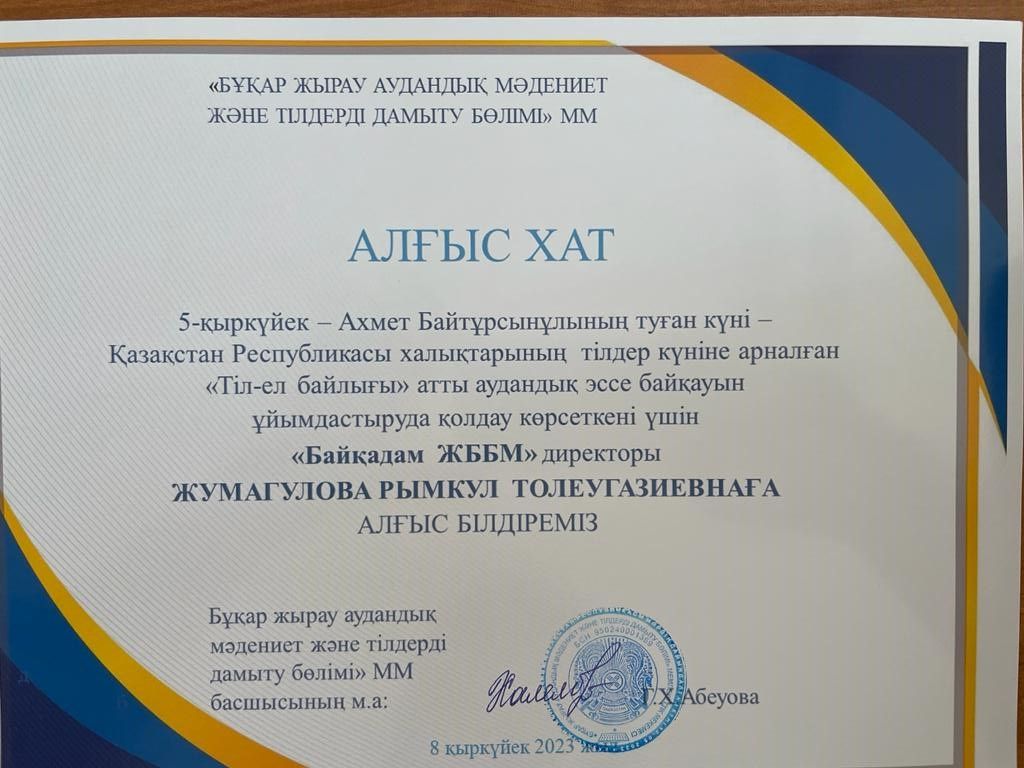 «БҰҚАР ЖЫРАУ АУДАНДЫҚ МӘДЕНИЕТ
ЖӘНЕ ТІЛДЕРДІ ДАМЫТУ БӨЛІМІ» ММ
АЛҒЫС ХАТ
5-қыркүйек – Ахмет Байтұрсынұлының туған күні –
Қазақстан Республикасы халықтарының тілдер күніне арналған
«Тіл-ел байлығы» атты аудандық эссе байқауын
ұйымдастыруда қолдау көрсеткені үшін
«Байқадам ЖББМ» директоры
ЖУМАГУЛОВА РЫМКУЛ ТОЛЕУГАЗИЕВНАҒА
АЛҒЫС БІЛДІРЕМІЗ
Бұқар жырау аудандық
мәдениет және тілдерді
дамыту бөлімі» ММ
басшысының м.а:
Г.Х Абеуова
8 қыркүйек 2023